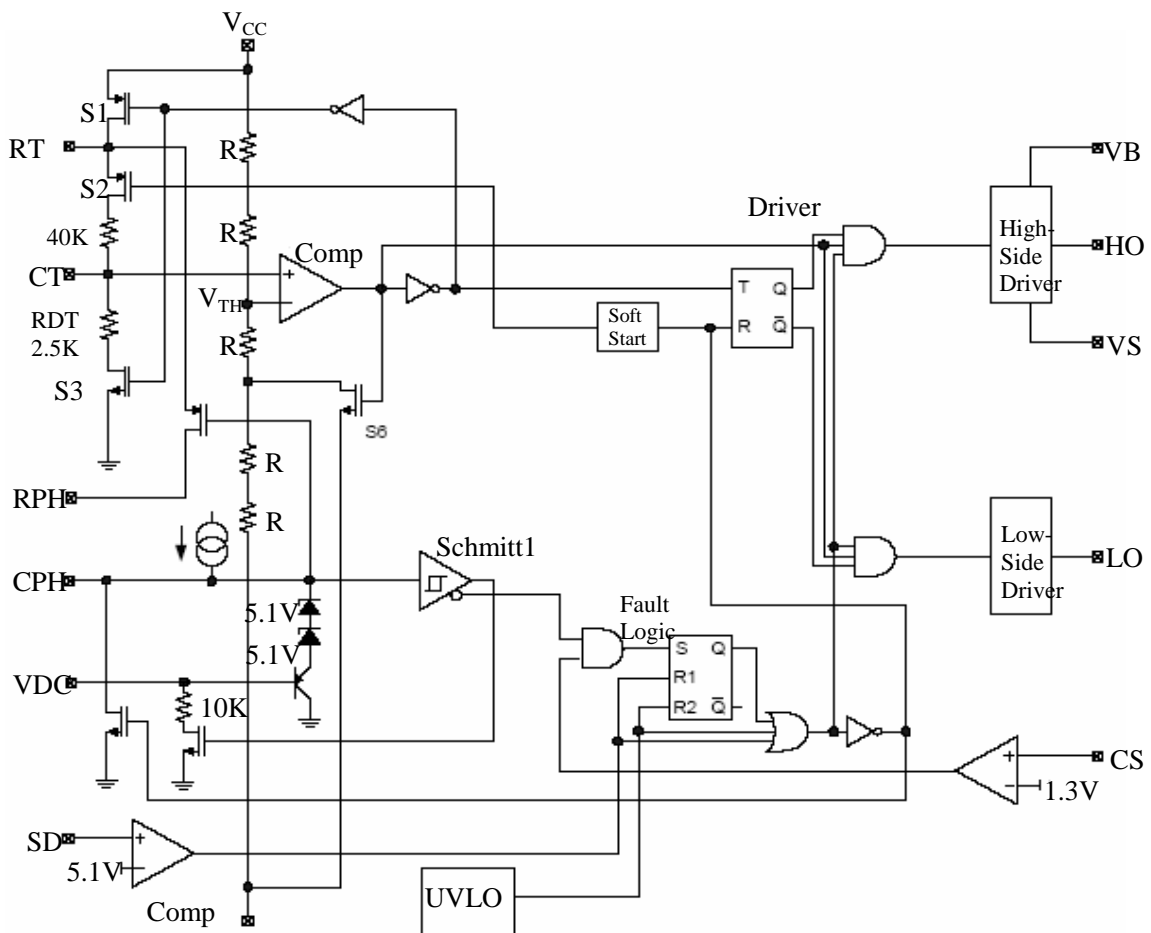 VCC
S1
RT
R
VB
S2
Driver
High-
Side
Driver
40K
R
Comp
HO
CT
+
−
VTH
T Q
R Q̅
Soft
Start
RDT
2.5K
R
VS
S3
S6
R
RPH
R
Schmitt1
Low-
Side
Driver
LO
CPH
5.1V
5.1V
Fault
Logic
S Q
R1
R2 Q̅
VDC
10K
+
−
CS
1.3V
SD
+
−
5.1V
Comp
UVLO